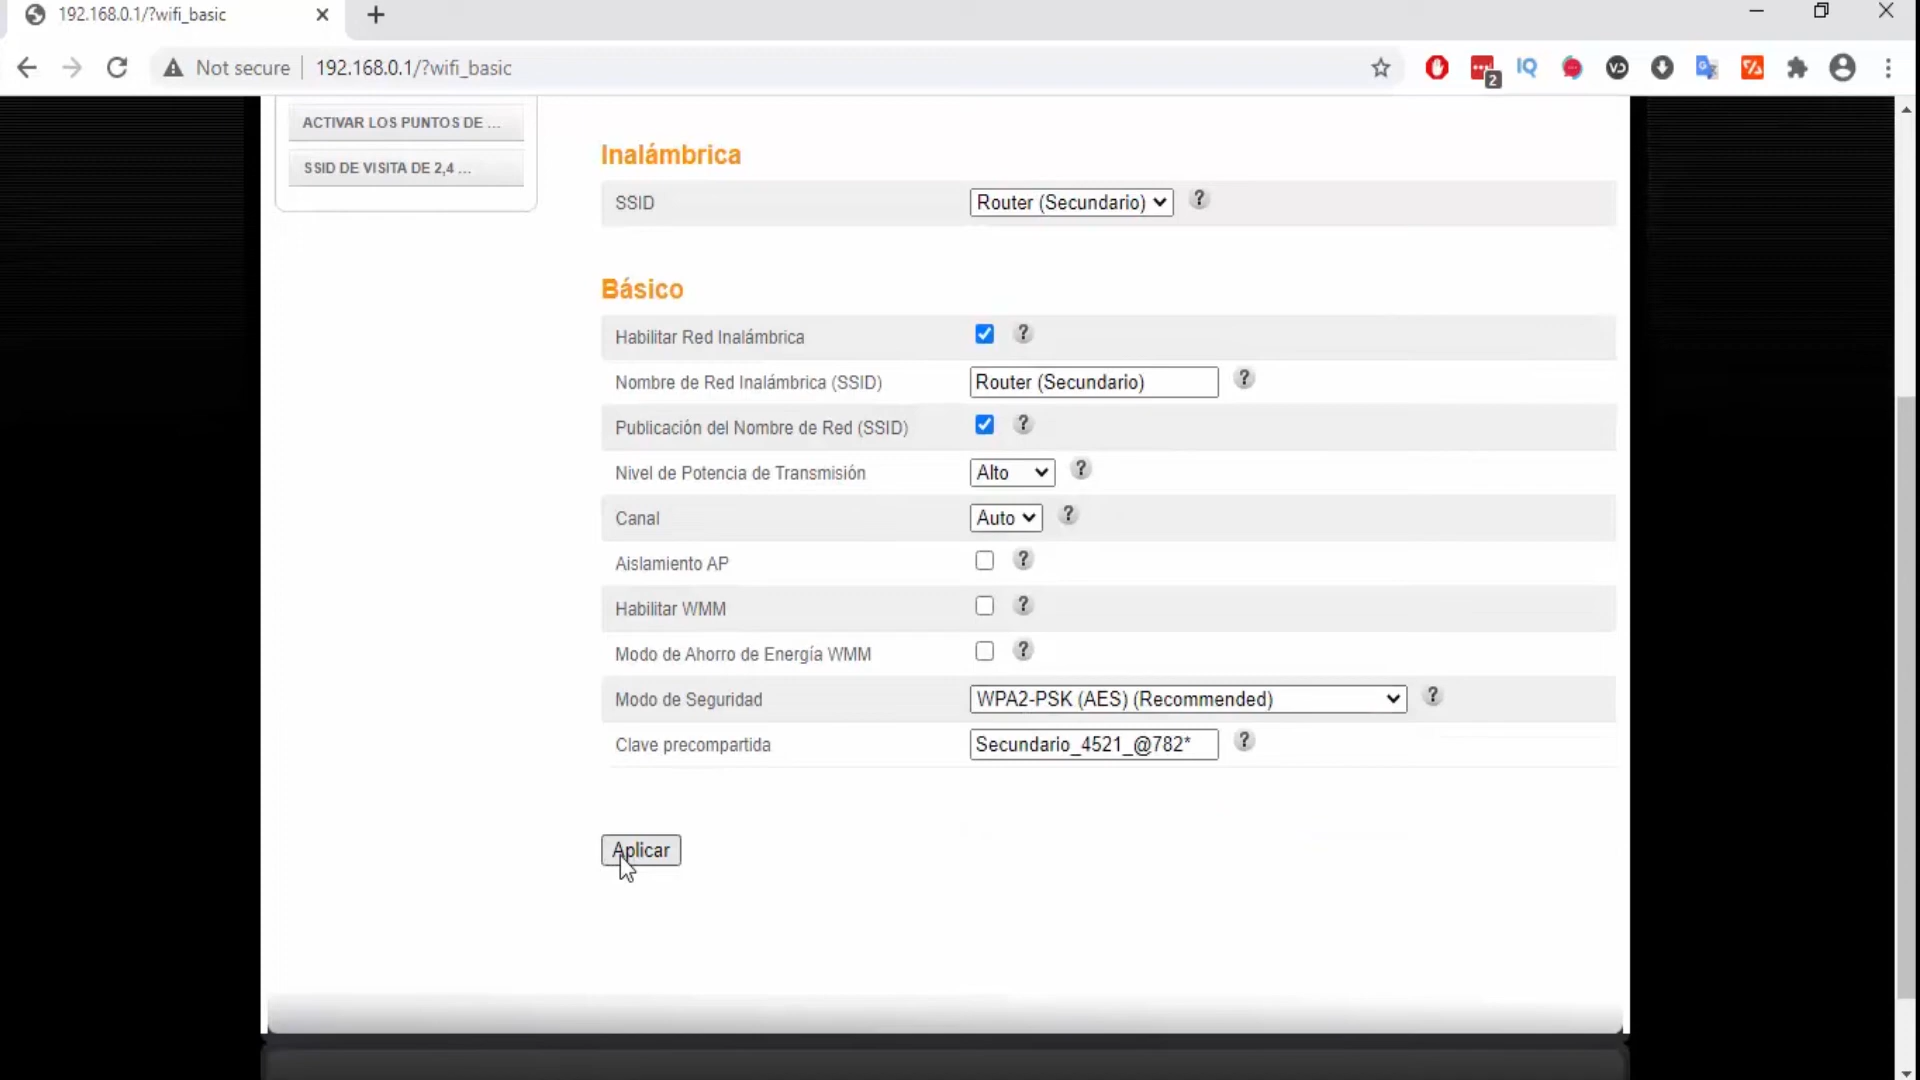 192.168.0.1/?wifi_basic
Not secure
192.168.0.1/?wifi_basic
2
IQ
VD
ACTIVAR LOS PUNTOS DE ...
SSID DE VISITA DE 2,4 ...
Inalámbrica
SSID
Router (Secundario)
?
Básico
Habilitar Red Inalámbrica
?
Nombre de Red Inalámbrica (SSID)
Router (Secundario)
?
Publicación del Nombre de Red (SSID)
?
Nivel de Potencia de Transmisión
Alto
?
Canal
Auto
?
Aislamiento AP
?
Habilitar WMM
?
Modo de Ahorro de Energía WMM
?
Modo de Seguridad
WPA2-PSK (AES) (Recommended)
?
Clave precompartida
Secundario_4521_@782*
?
Aplicar